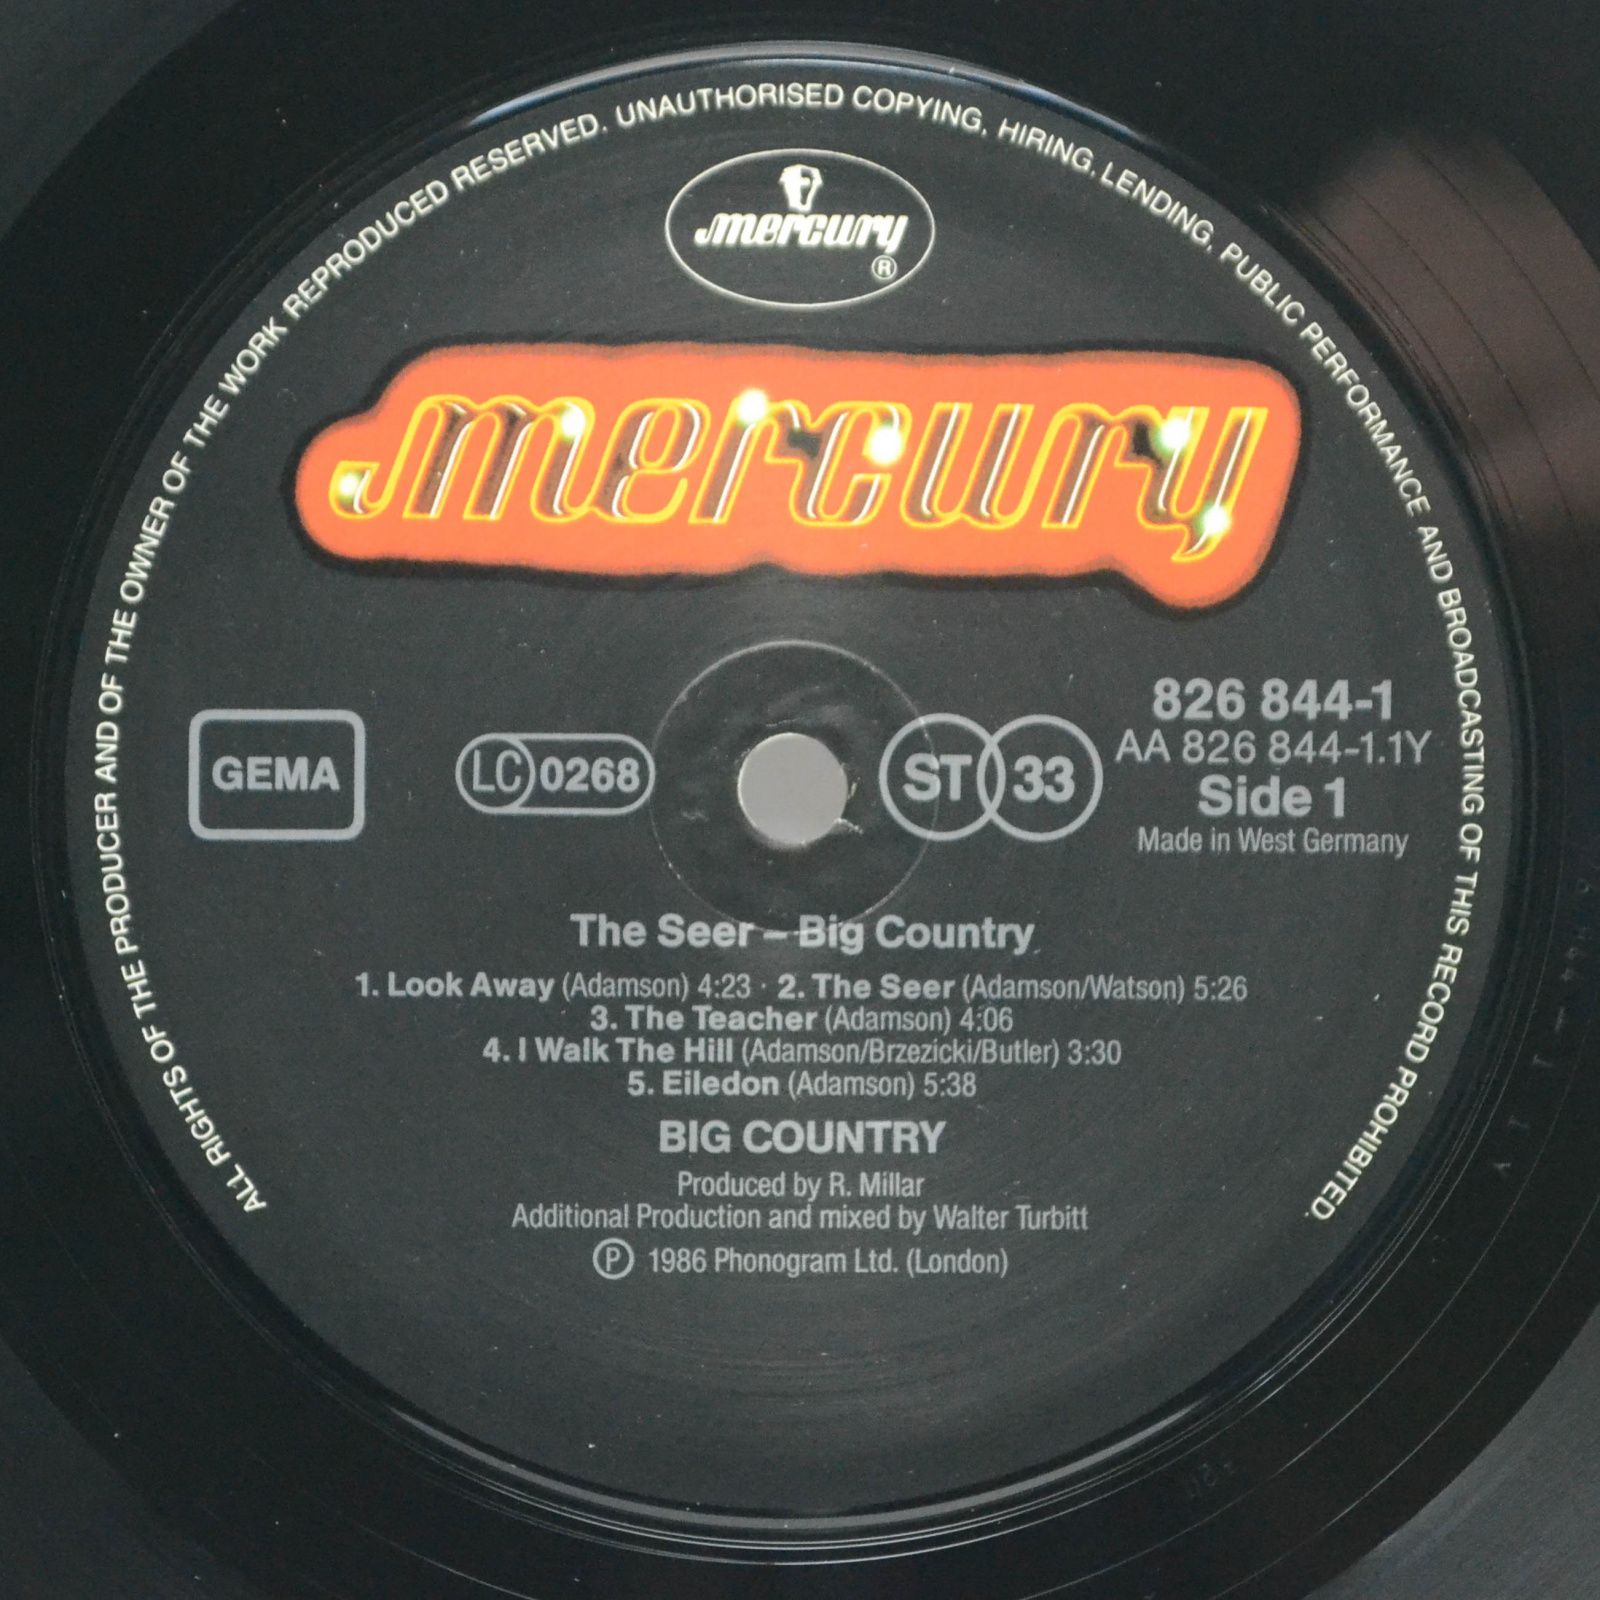 ALL RIGHTS OF THE PRODUCER AND OF THE OWNER OF THE WORK REPRODUCED RESERVED. UNAUTHORISED COPYING, HIRING, LENDING, PUBLIC PERFORMANCE AND BROADCASTING OF THIS RECORD PROHIBITED.
mercury
®
mercury
GEMA
LC 0268
ST 33
826 844-1
AA 826 844-1.1Y
Side 1
Made in West Germany
The Seer – Big Country
1. Look Away (Adamson) 4:23 · 2. The Seer (Adamson/Watson) 5:26
3. The Teacher (Adamson) 4:06
4. I Walk The Hill (Adamson/Brzezicki/Butler) 3:30
5. Eiledon (Adamson) 5:38
BIG COUNTRY
Produced by R. Millar
Additional Production and mixed by Walter Turbitt
Ⓟ 1986 Phonogram Ltd. (London)